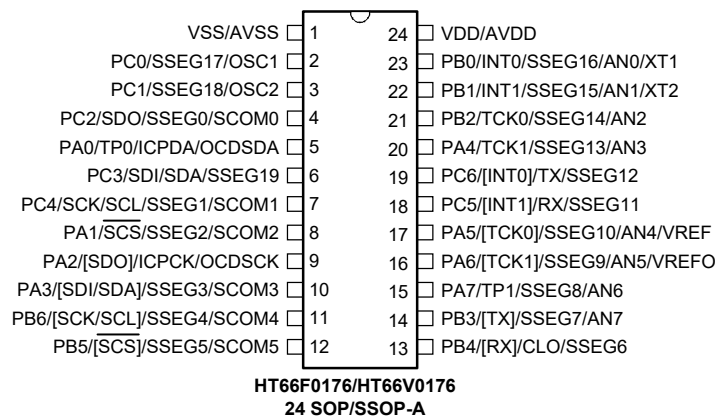 VSS/AVSS 1 24 VDD/AVDD
PC0/SSEG17/OSC1 2 23 PB0/INT0/SSEG16/AN0/XT1
PC1/SSEG18/OSC2 3 22 PB1/INT1/SSEG15/AN1/XT2
PC2/SDO/SSEG0/SCOM0 4 21 PB2/TCK0/SSEG14/AN2
PA0/TP0/ICPDA/OCDSDA 5 20 PA4/TCK1/SSEG13/AN3
PC3/SDI/SDA/SSEG19 6 19 PC6/[INT0]/TX/SSEG12
PC4/SCK/SCL/SSEG1/SCOM1 7 18 PC5/[INT1]/RX/SSEG11
PA1/SCS/SSEG2/SCOM2 8 17 PA5/[TCK0]/SSEG10/AN4/VREF
PA2/[SDO]/ICPCK/OCDSCK 9 16 PA6/[TCK1]/SSEG9/AN5/VREFO
PA3/[SDI/SDA]/SSEG3/SCOM3 10 15 PA7/TP1/SSEG8/AN6
PB6/[SCK/SCL]/SSEG4/SCOM4 11 14 PB3/[TX]/SSEG7/AN7
PB5/[SCS]/SSEG5/SCOM5 12 13 PB4/[RX]/CLO/SSEG6
HT66F0176/HT66V0176
24 SOP/SSOP-A